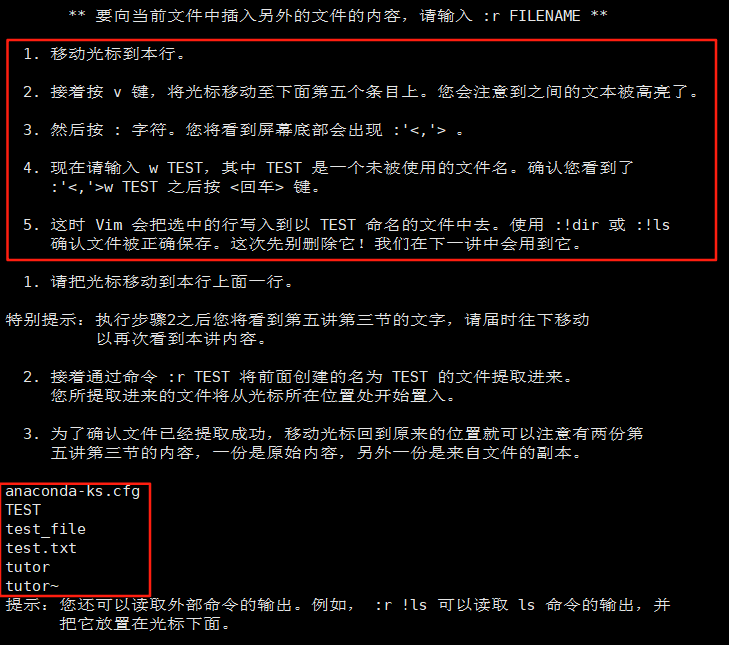 ** 要向当前文件中插入另外的文件的内容，请输入 :r FILENAME **
1. 移动光标到本行。
2. 接着按 v 键，将光标移动至下面第五个条目上。您会注意到之间的文本被高亮了。
3. 然后按 : 字符。您将看到屏幕底部会出现 :'<,'> 。
4. 现在请输入 w TEST，其中 TEST 是一个未被使用的文件名。确认您看到了
:'<,'>w TEST 之后按 <回车> 键。
5. 这时 Vim 会把选中的行写入到以 TEST 命名的文件中去。使用 :!dir 或 :!ls
确认文件被正确保存。这次先别删除它！我们在下一讲中会用到它。
1. 请把光标移动到本行上面一行。
特别提示：执行步骤2之后您将看到第五讲第三节的文字，请届时往下移动
以再次看到本讲内容。
2. 接着通过命令 :r TEST 将前面创建的名为 TEST 的文件提取进来。
您所提取进来的文件将从光标所在位置处开始置入。
3. 为了确认文件已经提取成功，移动光标回到原来的位置就可以注意有两份第
五讲第三节的内容，一份是原始内容，另外一份是来自文件的副本。
anaconda-ks.cfg
TEST
test_file
test.txt
tutor
tutor~
提示：您还可以读取外部命令的输出。例如， :r !ls 可以读取 ls 命令的输出，并
把它放置在光标下面。